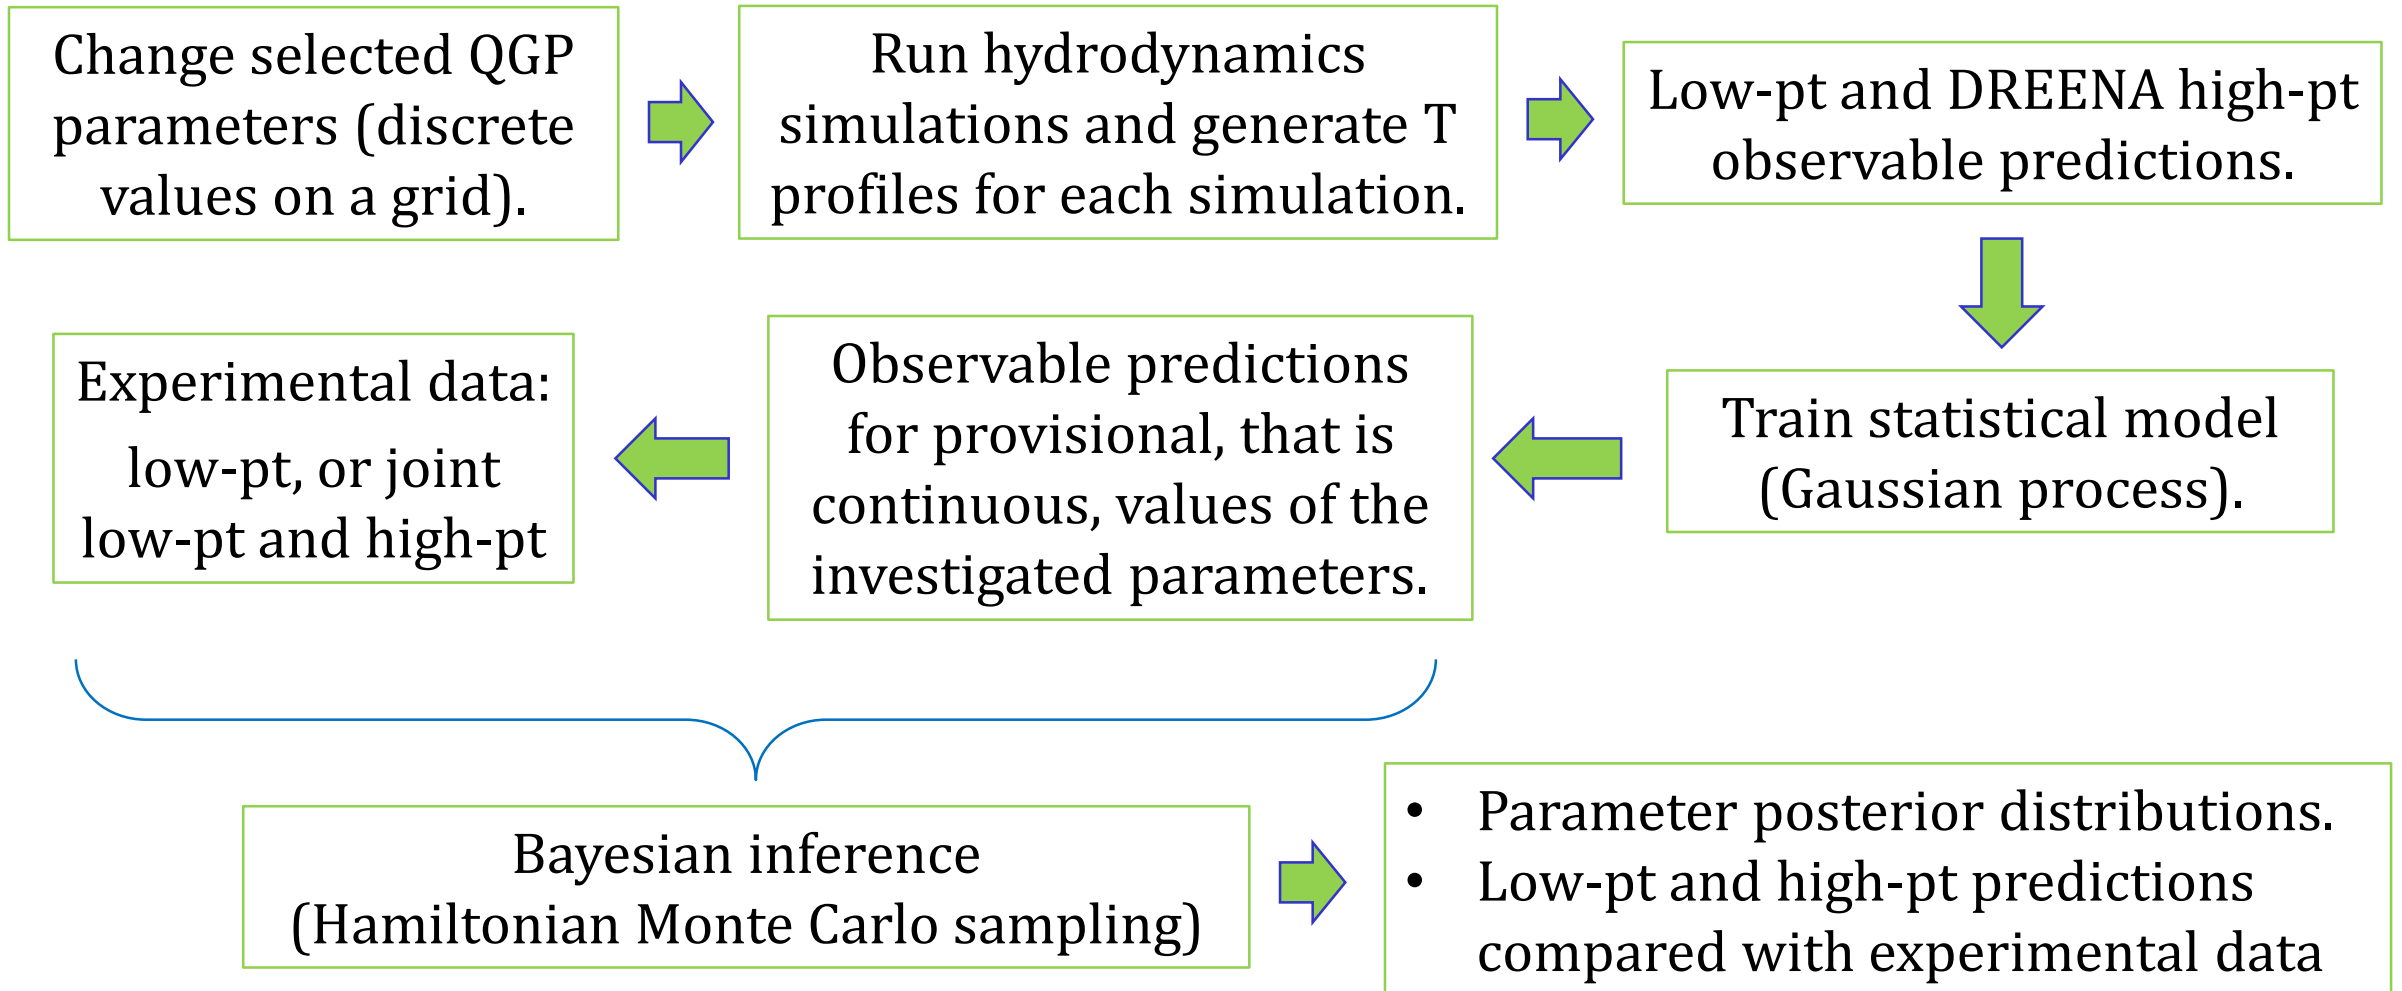 Change selected QGP
parameters (discrete
values on a grid).
Run hydrodynamics
simulations and generate T
profiles for each simulation.
Low-pt and DREENA high-pt
observable predictions.
Train statistical model
(Gaussian process).
Observable predictions
for provisional, that is
continuous, values of the
investigated parameters.
Experimental data:
low-pt, or joint
low-pt and high-pt
Bayesian inference
(Hamiltonian Monte Carlo sampling)
• Parameter posterior distributions.
• Low-pt and high-pt predictions
compared with experimental data